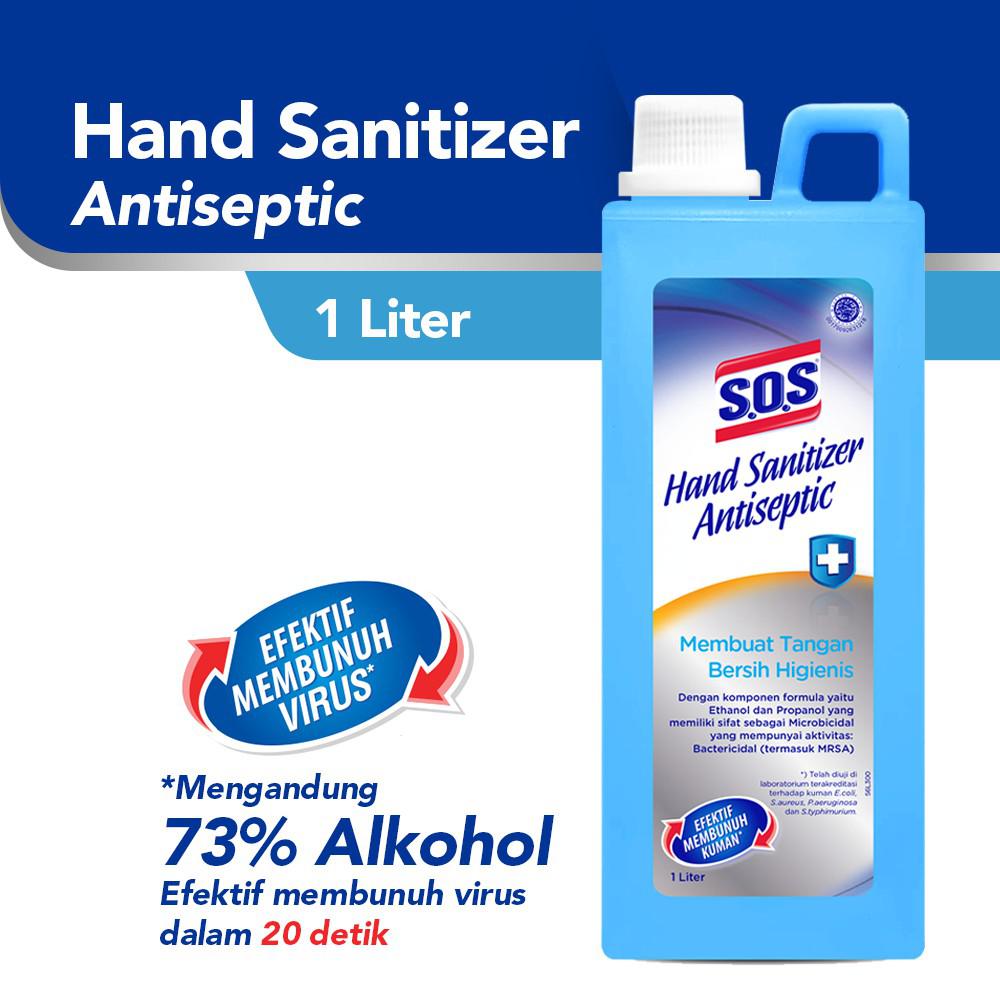 Hand Sanitizer
Antiseptic
1 Liter
S.O.S
Hand Sanitizer
Antiseptic
Membuat Tangan
Bersih Higienis
Dengan komponen formula yaitu
Ethanol dan Propanol yang
memiliki sifat sebagai Microbicidal
yang mempunyai aktivitas:
Bactericidal (termasuk MRSA)
*) Telah diuji di
laboratorium terakreditasi
terhadap kuman E.coli,
S.aureus, P.aeruginosa
dan S.typhimurium.
EFEKTIF
MEMBUNUH
KUMAN*
1 Liter
EFEKTIF
MEMBUNUH
VIRUS*
*Mengandung
73% Alkohol
Efektif membunuh virus
dalam 20 detik